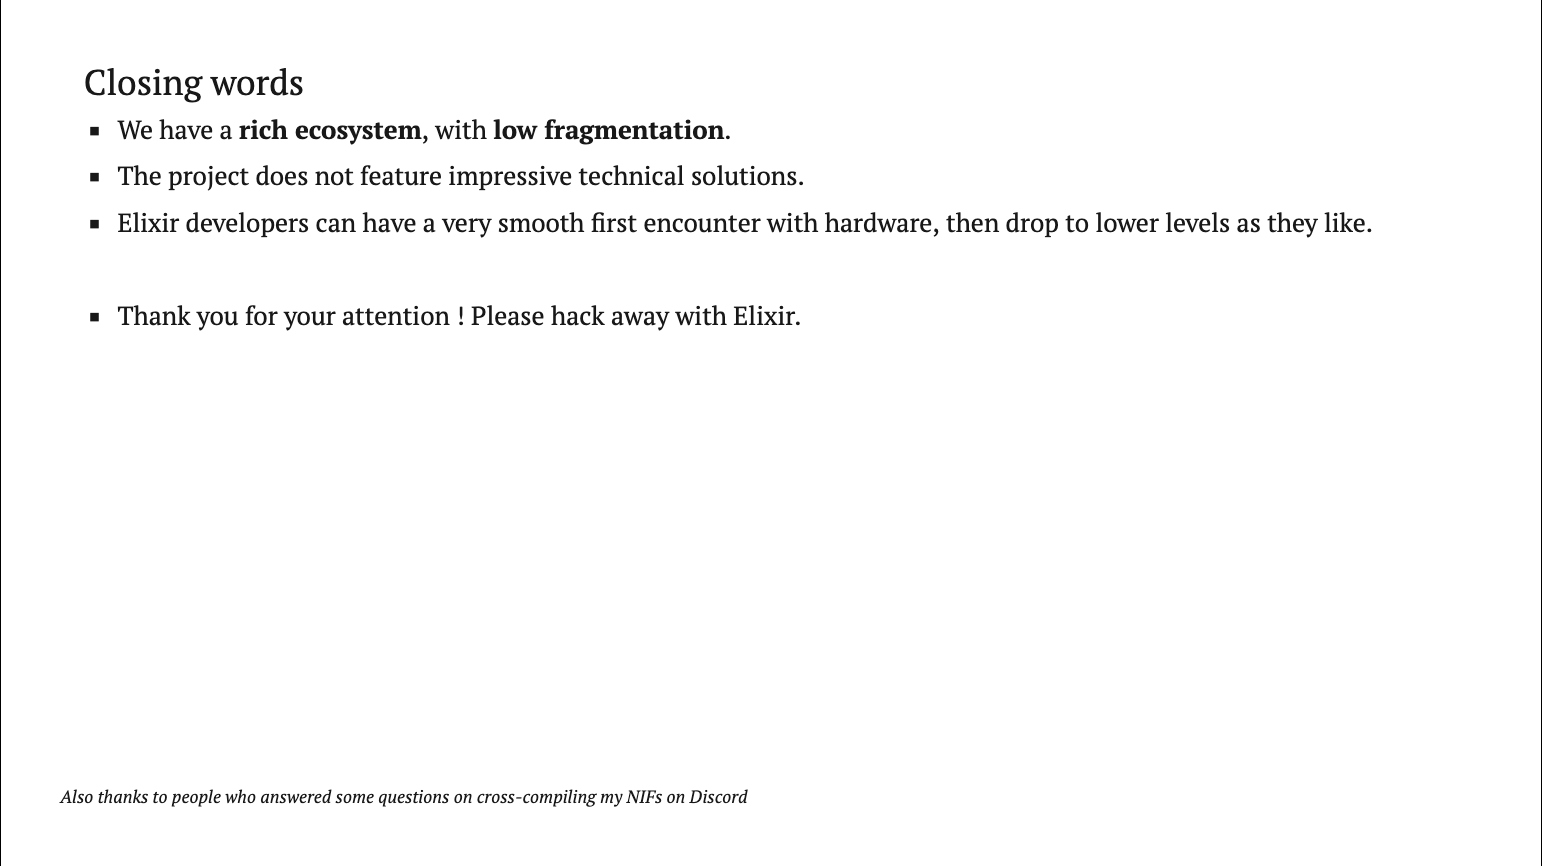 Closing words
▪ We have a rich ecosystem, with low fragmentation.
▪ The project does not feature impressive technical solutions.
▪ Elixir developers can have a very smooth first encounter with hardware, then drop to lower levels as they like.
▪ Thank you for your attention ! Please hack away with Elixir.
Also thanks to people who answered some questions on cross-compiling my NIFs on Discord